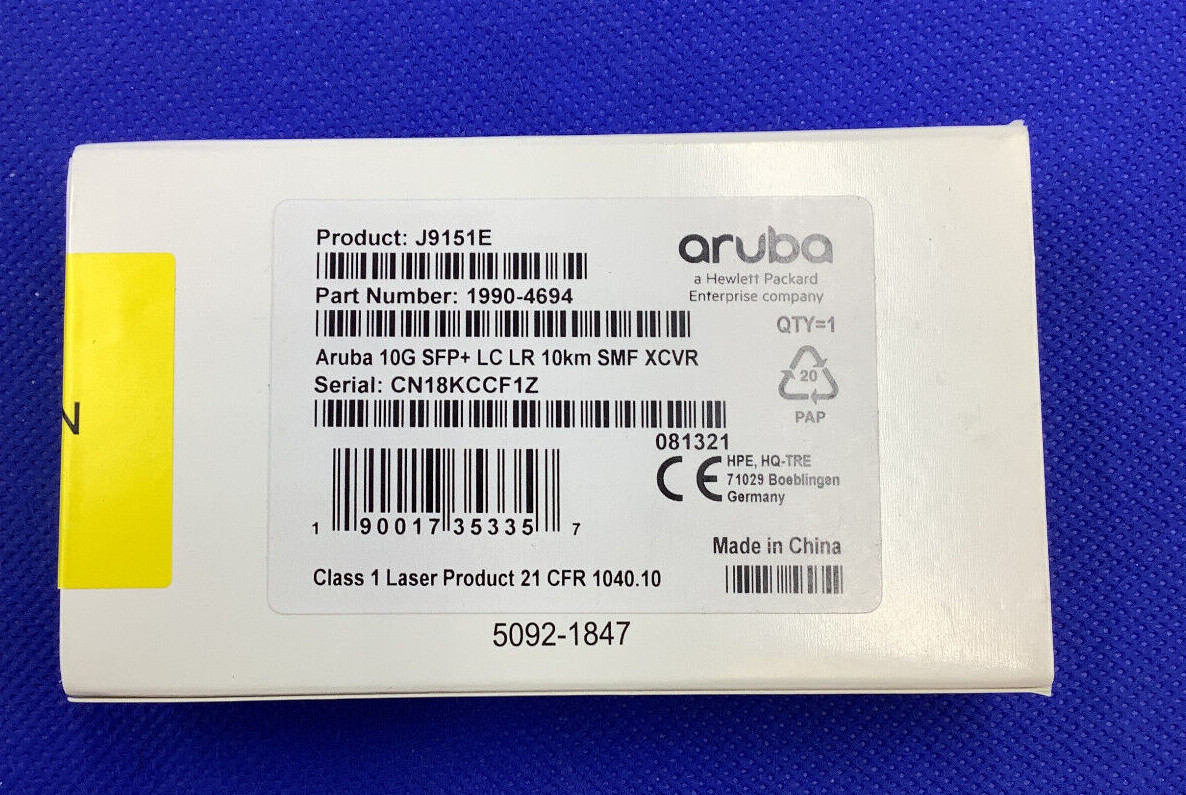 Product: J9151E
Part Number: 1990-4694
Aruba 10G SFP+ LC LR 10km SMF XCVR
Serial: CN18KCCF1Z
aruba
a Hewlett Packard
Enterprise company
QTY=1
20
PAP
081321
CE
HPE, HQ-TRE
71029 Boeblingen
Germany
1 90017 35335 7
Made in China
Class 1 Laser Product 21 CFR 1040.10
5092-1847
N